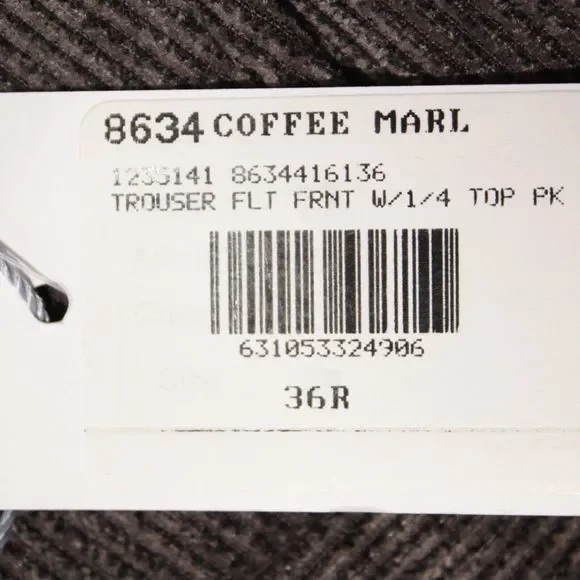 8634 COFFEE MARL
1235141 8634416136
TROUSER FLT FRNT W/1/4 TOP PK
631053324906
36R